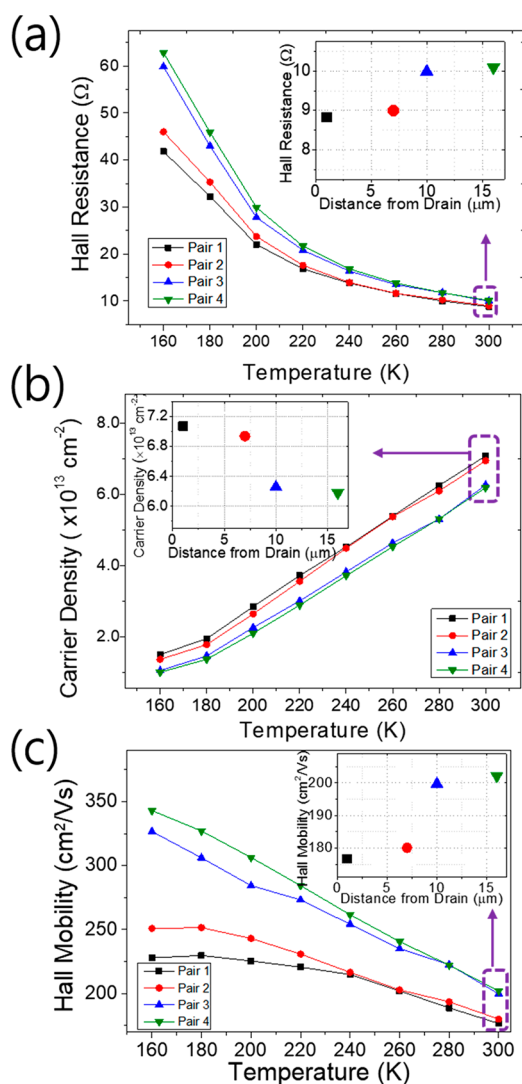 (a)
Hall Resistance (Ω)
60
50
40
30
20
10
Pair 1
Pair 2
Pair 3
Pair 4
Hall Resistance (Ω)
11
10
9
8
0 5 10 15
Distance from Drain (μm)
160 180 200 220 240 260 280 300
Temperature (K)
(b)
Carrier Density ( x10¹³ cm⁻²)
8.0
6.0
4.0
2.0
Carrier Density (×10¹³ cm⁻²)
7.2
6.8
6.4
6.0
0 5 10 15
Distance from Drain (μm)
Pair 1
Pair 2
Pair 3
Pair 4
160 180 200 220 240 260 280 300
Temperature (K)
(c)
Hall Mobility (cm²/Vs)
350
300
250
200
Hall Mobility (cm²/Vs)
200
190
180
170
0 5 10 15
Distance from Drain (μm)
Pair 1
Pair 2
Pair 3
Pair 4
160 180 200 220 240 260 280 300
Temperature (K)